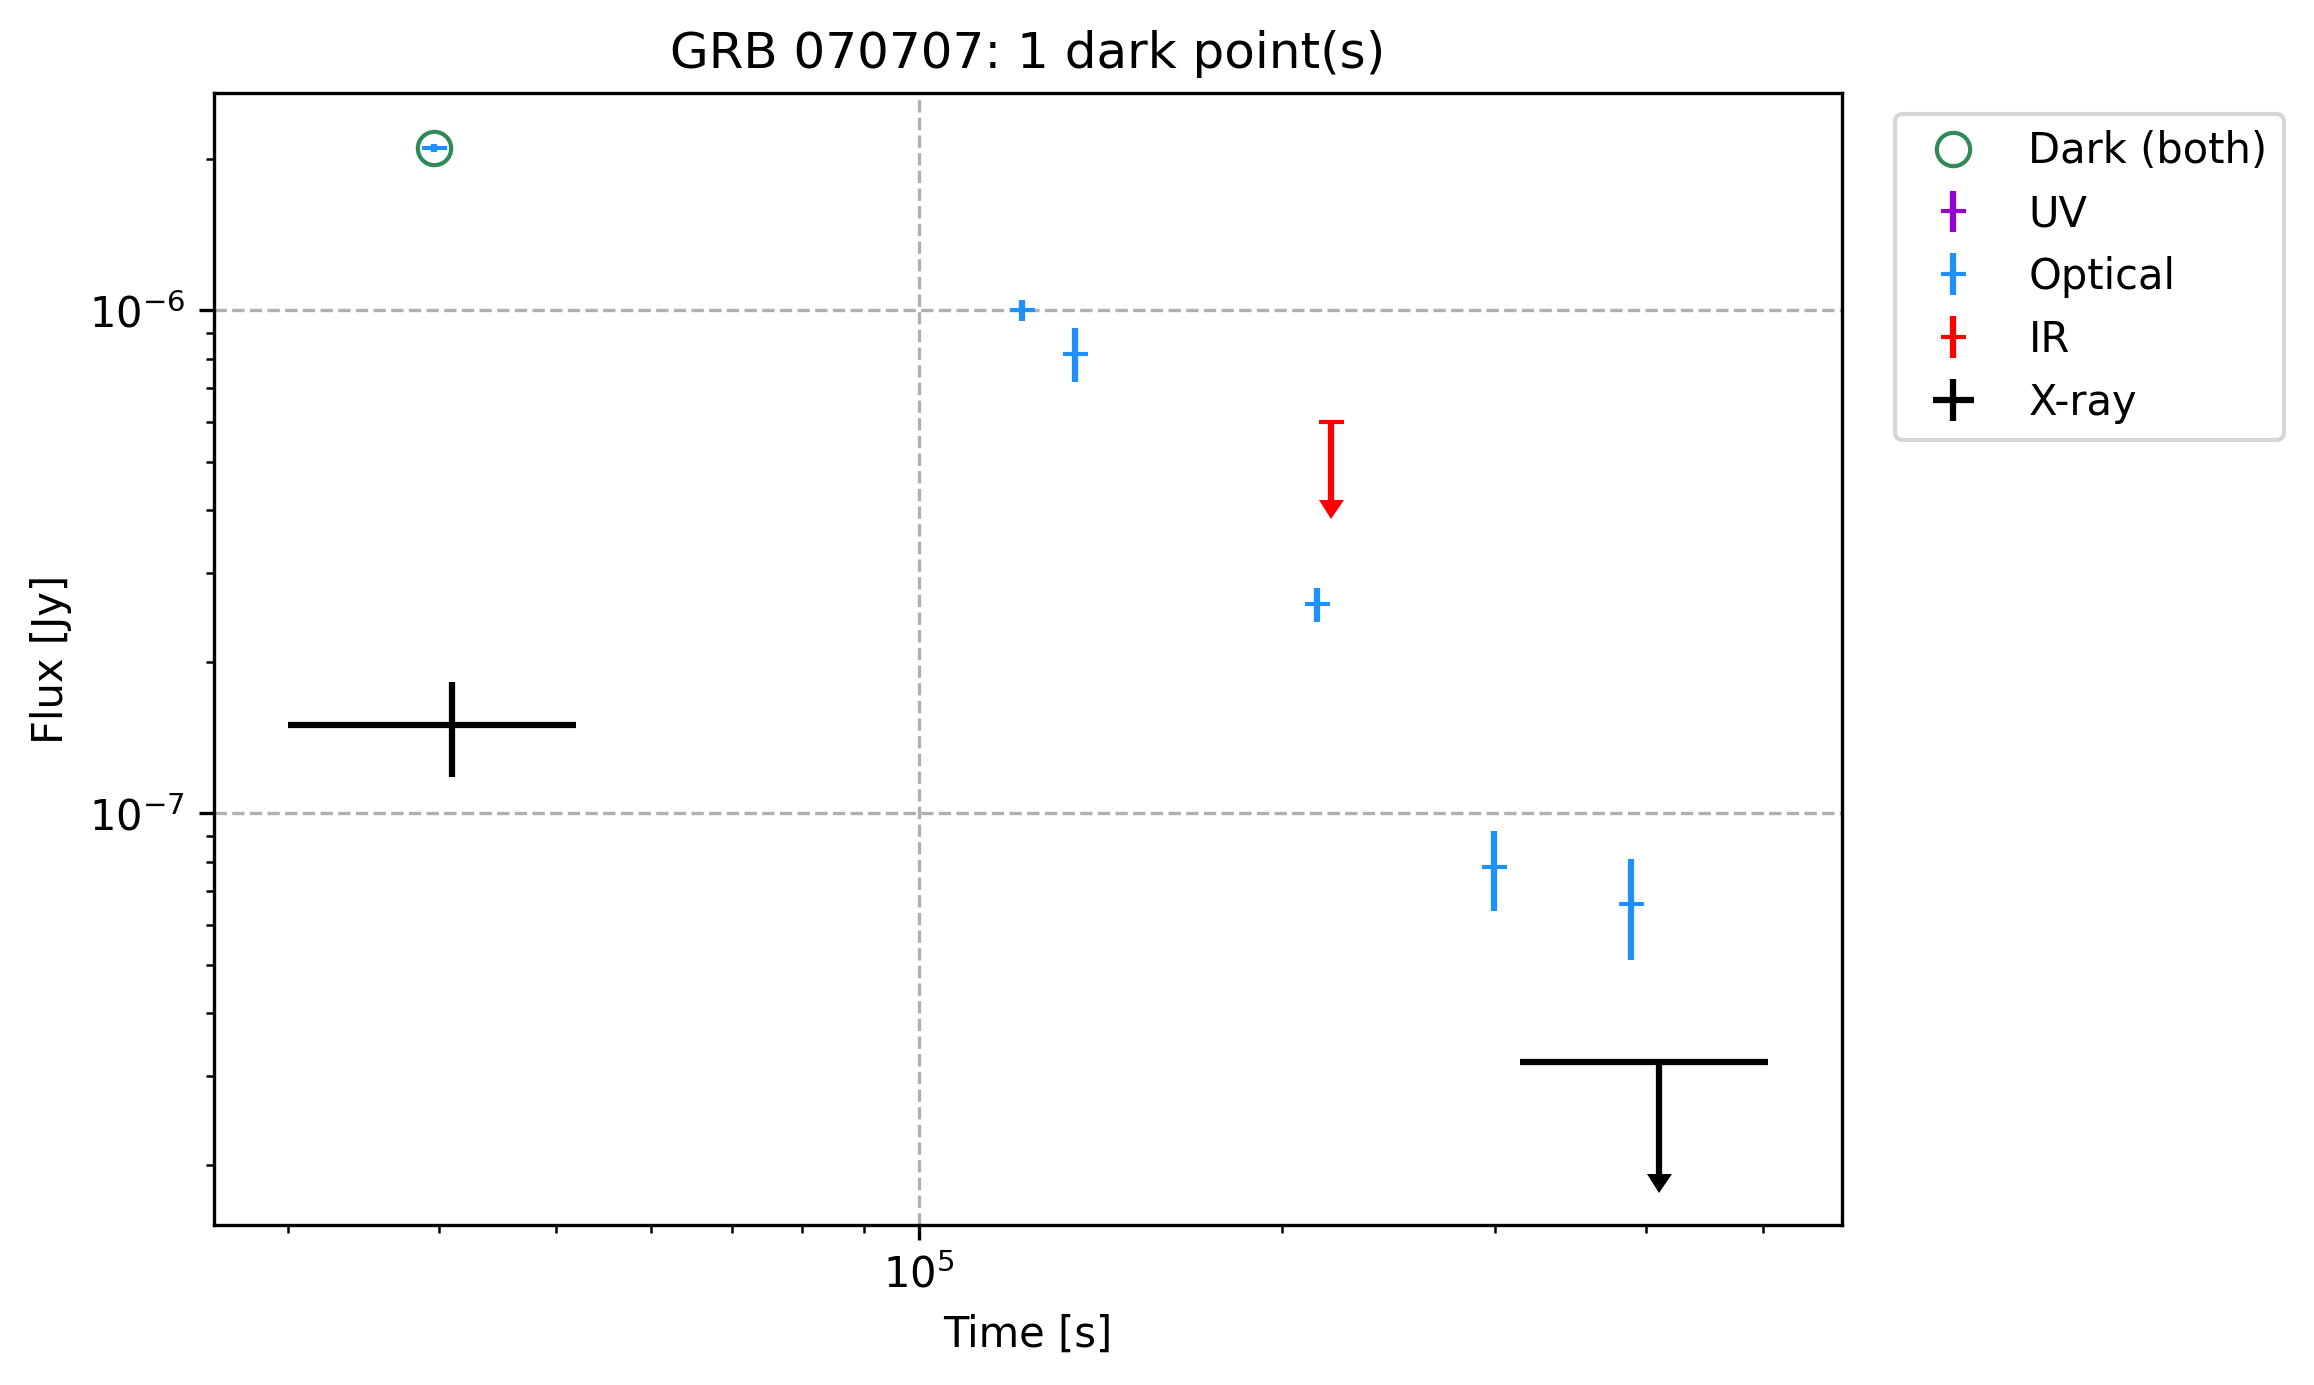 GRB 070707: 1 dark point(s)
Dark (both)
UV
Optical
IR
X-ray
10⁻⁶
10⁻⁷
Flux [Jy]
10⁵
Time [s]